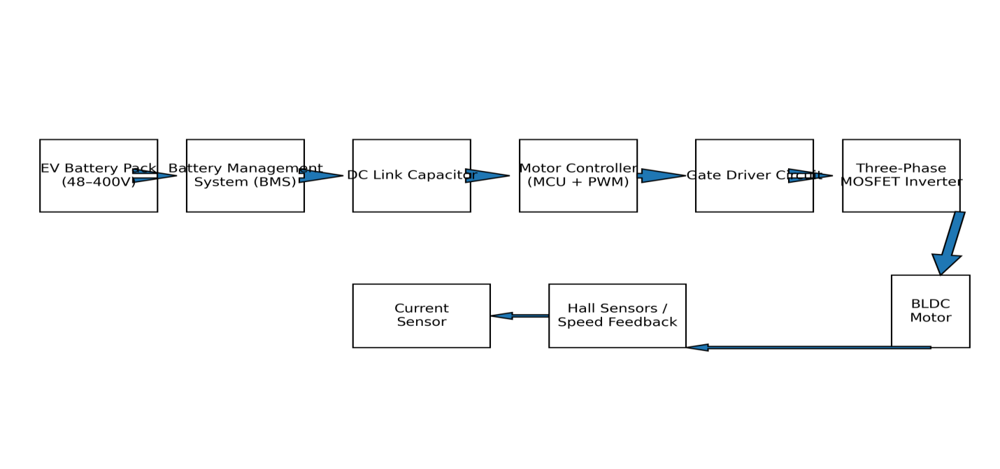 EV Battery Pack
(48–400V)
Battery Management
System (BMS)
DC Link Capacitor
Motor Controller
(MCU + PWM)
Gate Driver Circuit
Three-Phase
MOSFET Inverter
Current
Sensor
Hall Sensors /
Speed Feedback
BLDC
Motor